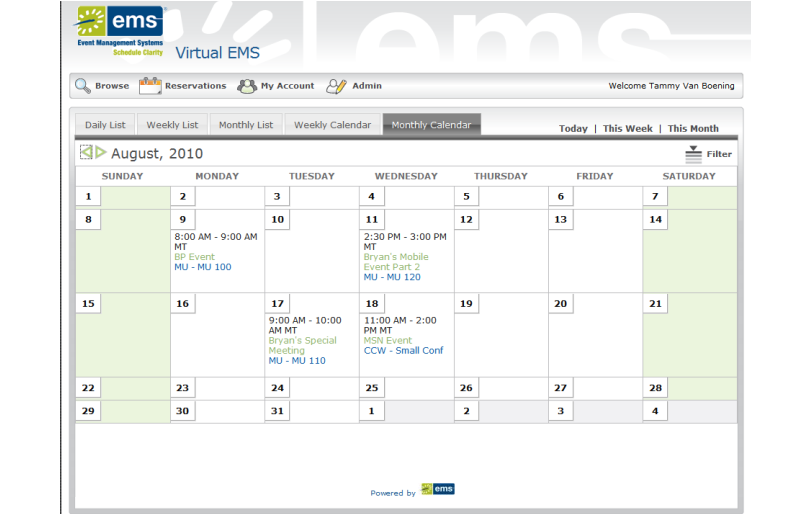 ems
Event Management Systems
Schedule Clarity
Virtual EMS
ems
Browse Reservations My Account Admin Welcome Tammy Van Boening
Daily List Weekly List Monthly List Weekly Calendar Monthly Calendar Today | This Week | This Month
August, 2010 Filter
SUNDAY MONDAY TUESDAY WEDNESDAY THURSDAY FRIDAY SATURDAY
1 2 3 4 5 6 7
8 9 10 11 12 13 14
8:00 AM - 9:00 AM
MT
BP Event
MU - MU 100
2:30 PM - 3:00 PM
MT
Bryan's Mobile
Event Part 2
MU - MU 120
15 16 17 18 19 20 21
9:00 AM - 10:00
AM MT
Bryan's Special
Meeting
MU - MU 110
11:00 AM - 2:00
PM MT
MSN Event
CCW - Small Conf
22 23 24 25 26 27 28
29 30 31 1 2 3 4
Powered by ems